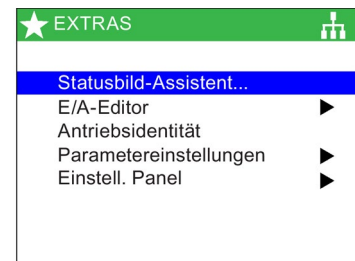 EXTRAS
Statusbild-Assistent...
E/A-Editor
Antriebsidentität
Parametereinstellungen
Einstell. Panel